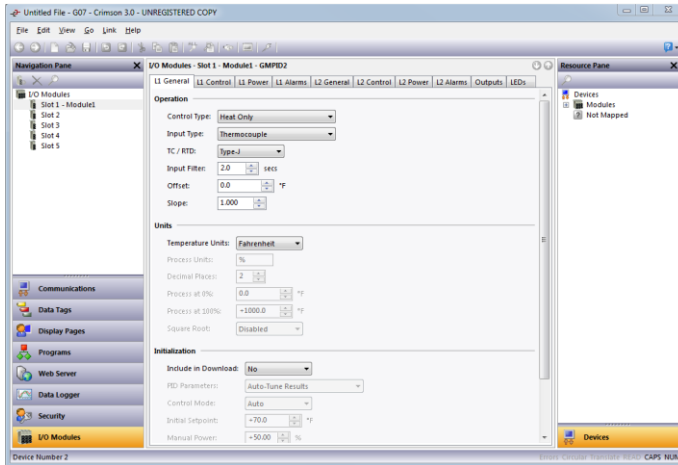 Untitled File - G07 - Crimson 3.0 - UNREGISTERED COPY
File Edit View Go Link Help
Navigation Pane
I/O Modules - Slot 1 - Module1 - GMPID2
Resource Pane
I/O Modules
Slot 1 - Module1
Slot 2
Slot 3
Slot 4
Slot 5
L1 General L1 Control L1 Power L1 Alarms L2 General L2 Control L2 Power L2 Alarms Outputs LEDs
Operation
Control Type: Heat Only
Input Type: Thermocouple
TC / RTD: Type-J
Input Filter: 2.0 secs
Offset: 0.0 °F
Slope: 1.000
Units
Temperature Units: Fahrenheit
Process Units: %
Decimal Places: 2
Process at 0%: 0.0 °F
Process at 100%: +1000.0 °F
Square Root: Disabled
Initialization
Include in Download: No
PID Parameters: Auto-Tune Results
Control Mode: Auto
Initial Setpoint: +70.0 °F
Manual Power: +50.00 %
Devices
Modules
Not Mapped
Communications
Data Tags
Display Pages
Programs
Web Server
Data Logger
Security
I/O Modules
Devices
Device Number 2
Errors Circular Translate READ CAPS NUM